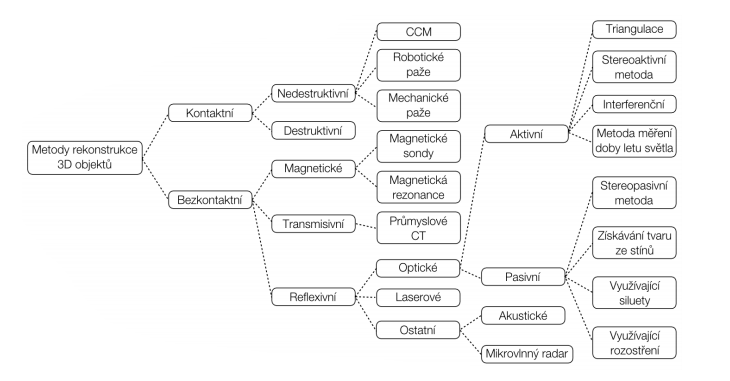 Metody rekonstrukce
3D objektů
Kontaktní
Bezkontaktní
Nedestruktivní
Destruktivní
Magnetické
Transmisivní
Reflexivní
CCM
Robotické
paže
Mechanické
paže
Magnetické
sondy
Magnetická
rezonance
Průmyslové
CT
Optické
Laserové
Ostatní
Aktivní
Pasivní
Akustické
Mikrovlnný radar
Triangulace
Stereoaktivní
metoda
Interferenční
Metoda měření
doby letu světla
Stereopasivní
metoda
Získávání tvaru
ze stínů
Využívající
siluety
Využívající
rozostření